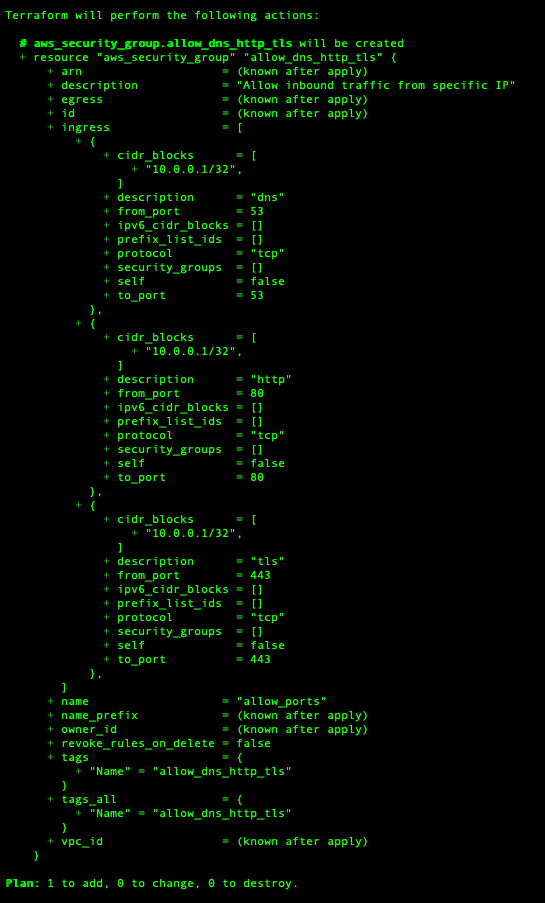 Terraform will perform the following actions:
# aws_security_group.allow_dns_http_tls will be created
+ resource "aws_security_group" "allow_dns_http_tls" {
+ arn = (known after apply)
+ description = "Allow inbound traffic from specific IP"
+ egress = (known after apply)
+ id = (known after apply)
+ ingress = [
+ {
+ cidr_blocks = [
+ "10.0.0.1/32",
]
+ description = "dns"
+ from_port = 53
+ ipv6_cidr_blocks = []
+ prefix_list_ids = []
+ protocol = "tcp"
+ security_groups = []
+ self = false
+ to_port = 53
},
+ {
+ cidr_blocks = [
+ "10.0.0.1/32",
]
+ description = "http"
+ from_port = 80
+ ipv6_cidr_blocks = []
+ prefix_list_ids = []
+ protocol = "tcp"
+ security_groups = []
+ self = false
+ to_port = 80
},
+ {
+ cidr_blocks = [
+ "10.0.0.1/32",
]
+ description = "tls"
+ from_port = 443
+ ipv6_cidr_blocks = []
+ prefix_list_ids = []
+ protocol = "tcp"
+ security_groups = []
+ self = false
+ to_port = 443
},
]
+ name = "allow_ports"
+ name_prefix = (known after apply)
+ owner_id = (known after apply)
+ revoke_rules_on_delete = false
+ tags = {
+ "Name" = "allow_dns_http_tls"
}
+ tags_all = {
+ "Name" = "allow_dns_http_tls"
}
+ vpc_id = (known after apply)
}
Plan: 1 to add, 0 to change, 0 to destroy.